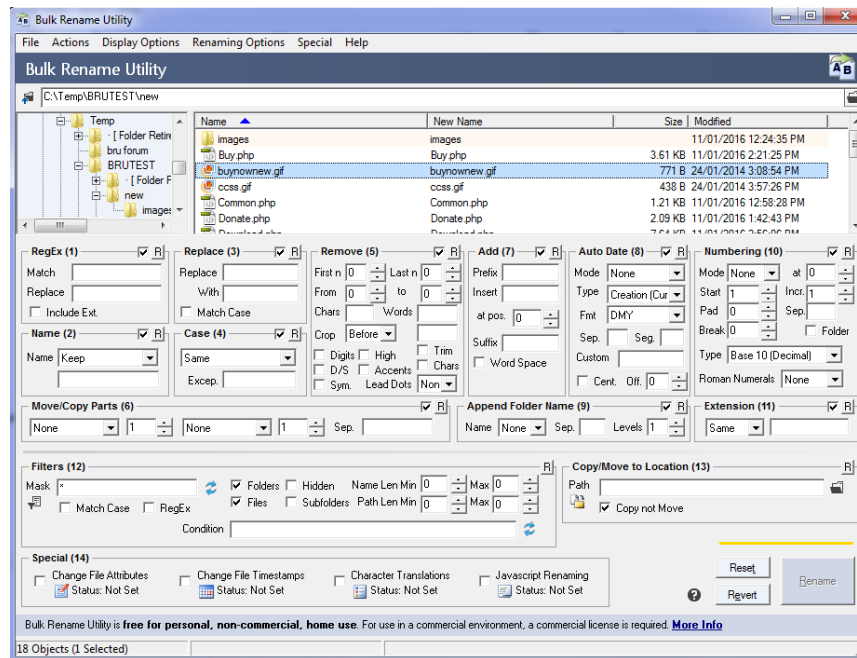 Bulk Rename Utility
File Actions Display Options Renaming Options Special Help
Bulk Rename Utility
AB
C:\Temp\BRUTEST\new
Temp
[ Folder Retire
bru forum
BRUTEST
[ Folder F
new
images
Name New Name Size Modified
images images 11/01/2016 12:24:35 PM
Buy.php Buy.php 3.61 KB 11/01/2016 2:21:25 PM
buynownew.gif buynownew.gif 771 B 24/01/2014 3:08:54 PM
ccss.gif ccss.gif 438 B 24/01/2014 3:57:26 PM
Common.php Common.php 1.21 KB 11/01/2016 12:58:28 PM
Donate.php Donate.php 2.09 KB 11/01/2016 1:42:43 PM
RegEx (1) R
Match
Replace
Include Ext.
Replace (3) R
Replace
With
Match Case
Remove (5) R
First n 0 Last n 0
From 0 to 0
Chars Words
Crop Before
Digits High Trim
D/S Accents Chars
Sym. Lead Dots Non
Add (7) R
Prefix
Insert
at pos. 0
Suffix
Word Space
Auto Date (8) R
Mode None
Type Creation (Cur
Fmt DMY
Sep. Seg.
Custom
Cent. Off. 0
Numbering (10) R
Mode None at 0
Start 1 Incr. 1
Pad 0 Sep.
Break 0 Folder
Type Base 10 (Decimal)
Roman Numerals None
Name (2) R
Name Keep
Case (4) R
Same
Excep.
Move/Copy Parts (6) R
None 1 None 1 Sep.
Append Folder Name (9) R
Name None Sep. Levels 1
Extension (11) R
Same
Filters (12) R
Mask * Folders Hidden Name Len Min 0 Max 0
Match Case RegEx Files Subfolders Path Len Min 0 Max 0
Condition
Copy/Move to Location (13) R
Path
Copy not Move
Special (14)
Change File Attributes Change File Timestamps Character Translations Javascript Renaming
Status: Not Set Status: Not Set Status: Not Set Status: Not Set
Reset
Revert
Rename
Bulk Rename Utility is free for personal, non-commercial, home use. For use in a commercial environment, a commercial license is required. More Info
18 Objects (1 Selected)